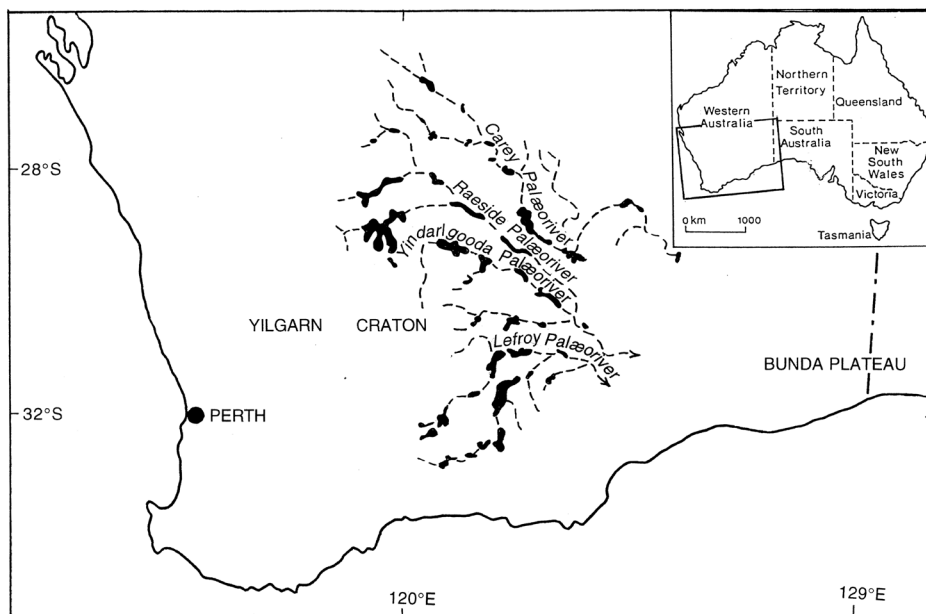 28°S
32°S
120°E
129°E
PERTH
YILGARN CRATON
BUNDA PLATEAU
Carey Palæoriver
Raeside Palæoriver
Yindarlgooda Palæoriver
Lefroy Palæoriver
Northern
Territory
Queensland
Western
Australia
South
Australia
New
South
Wales
Victoria
Tasmania
0 km 1000